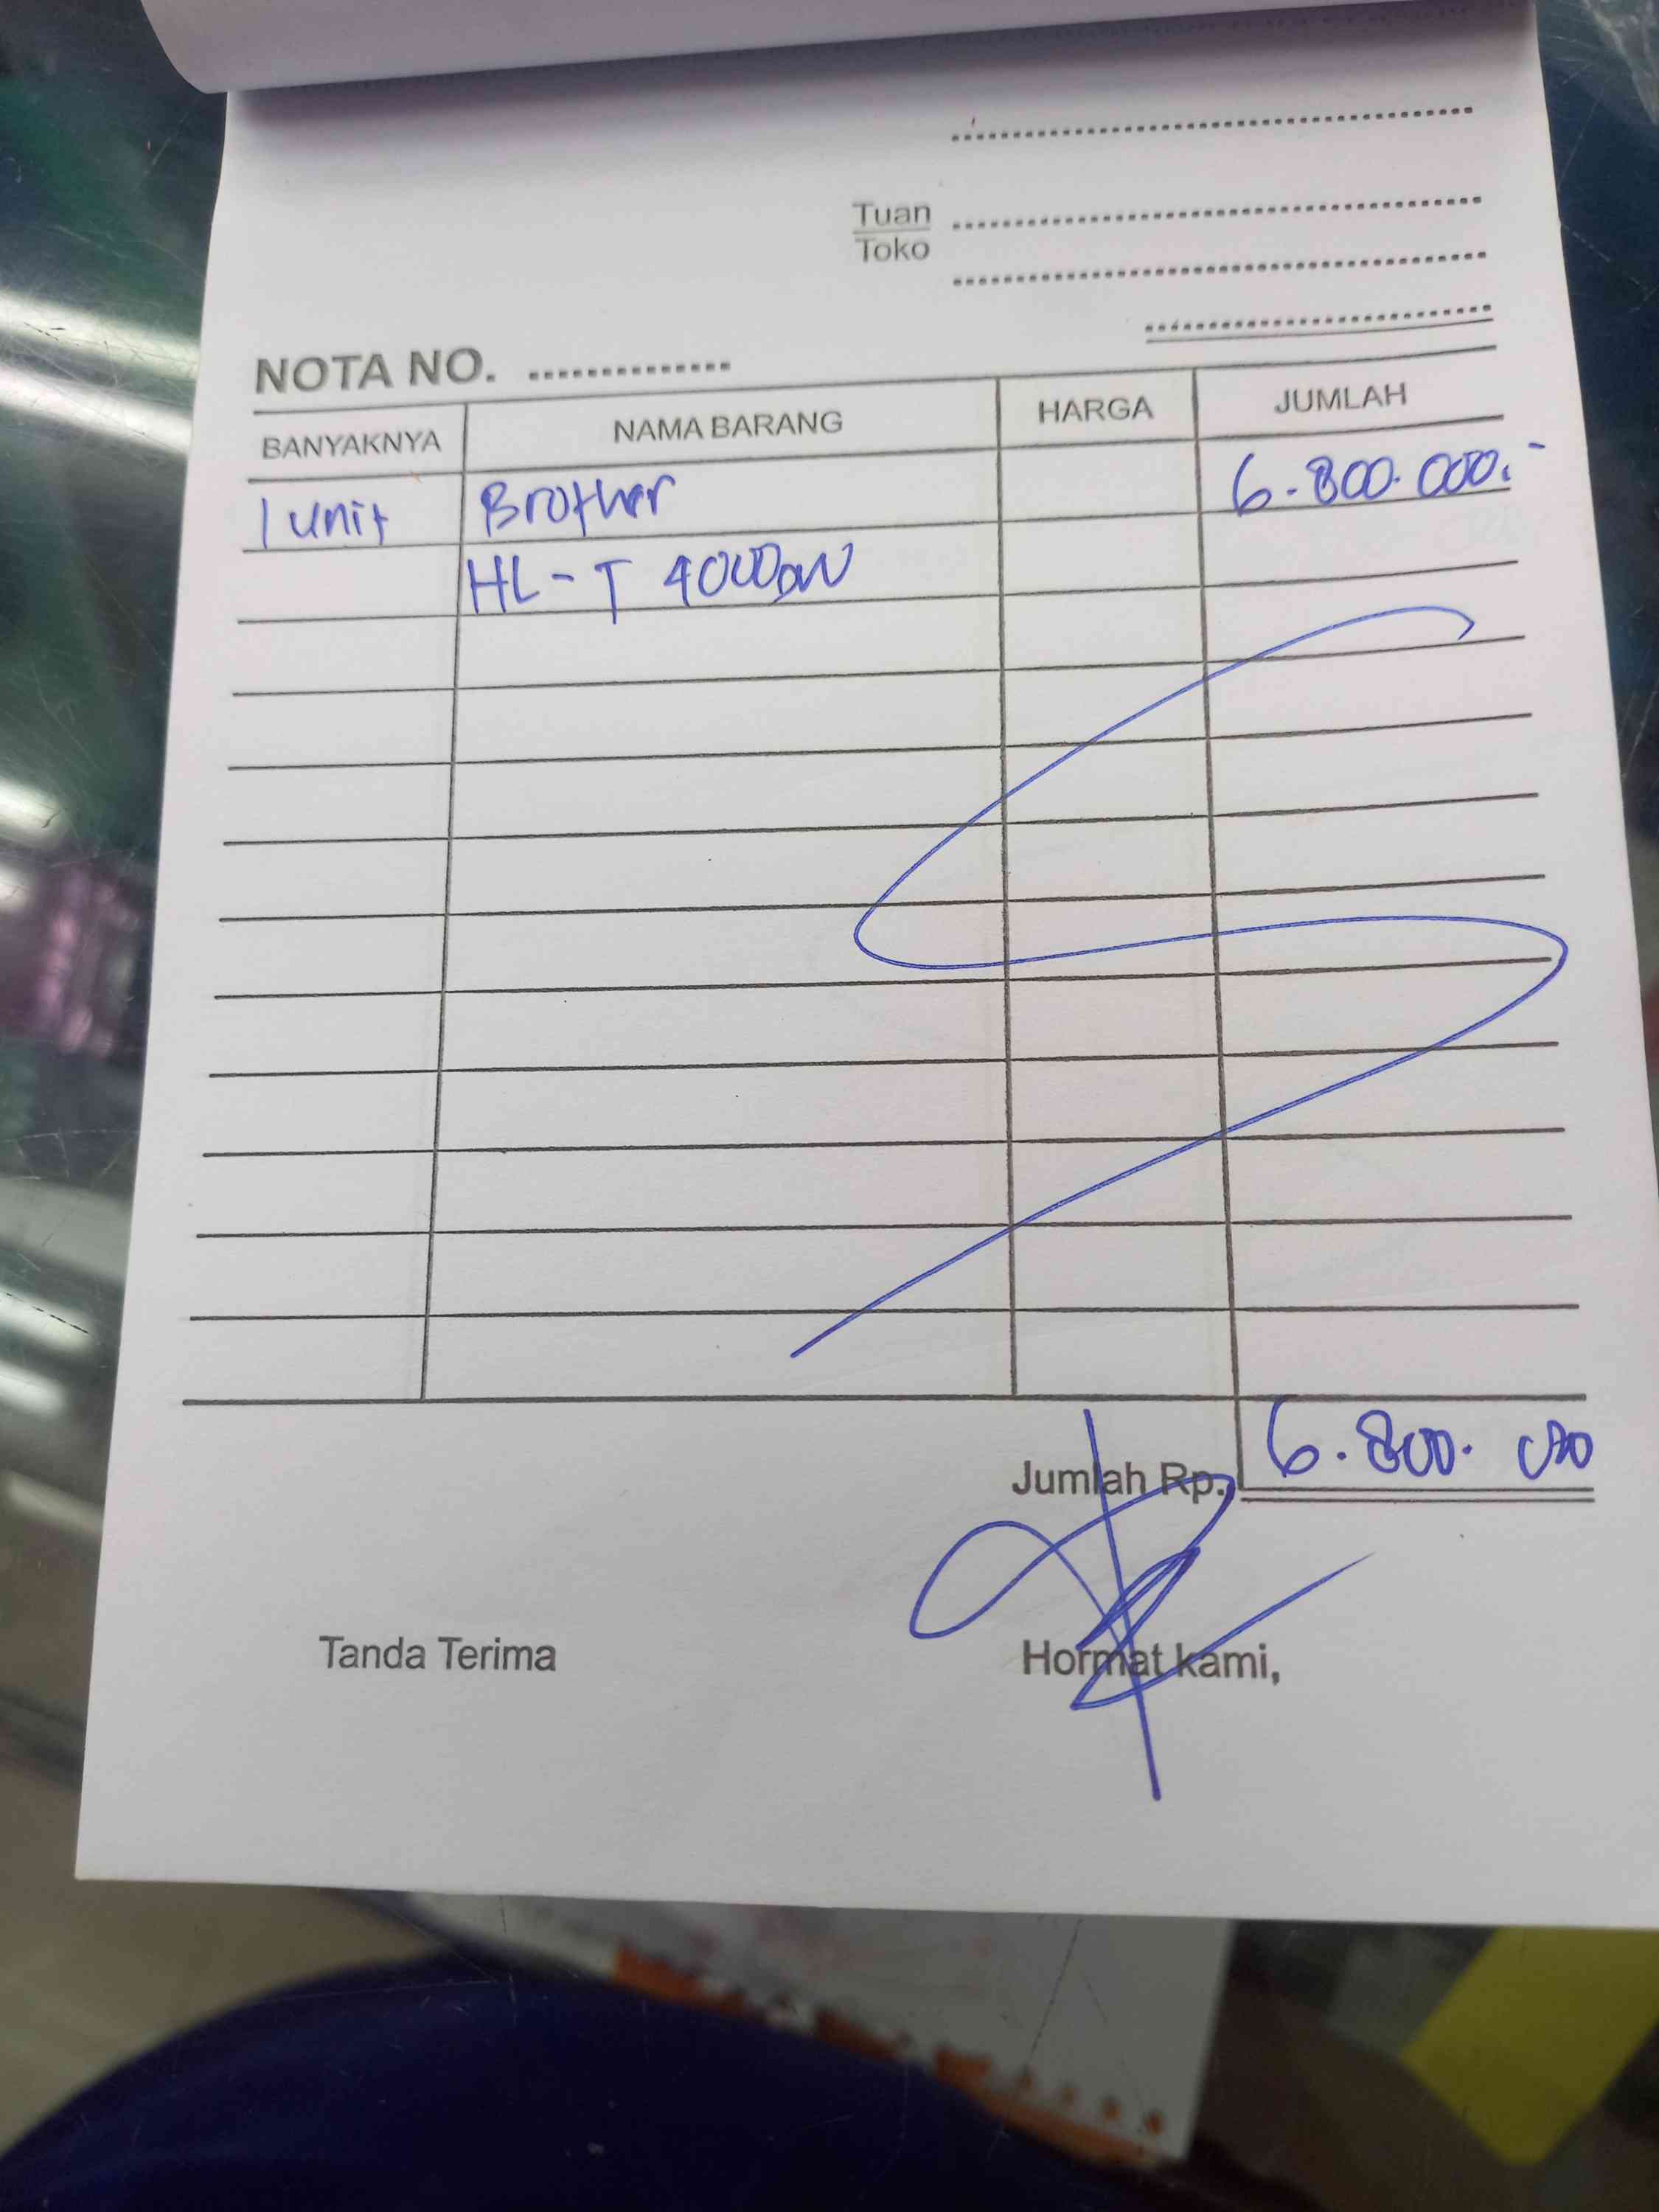 Tuan
Toko
NOTA NO. ..............
BANYAKNYA NAMA BARANG HARGA JUMLAH
1 unit Brother 6.800.000.-
HL-T 4000DW
Jumlah Rp. 6.800.000
Tanda Terima Hormat kami,